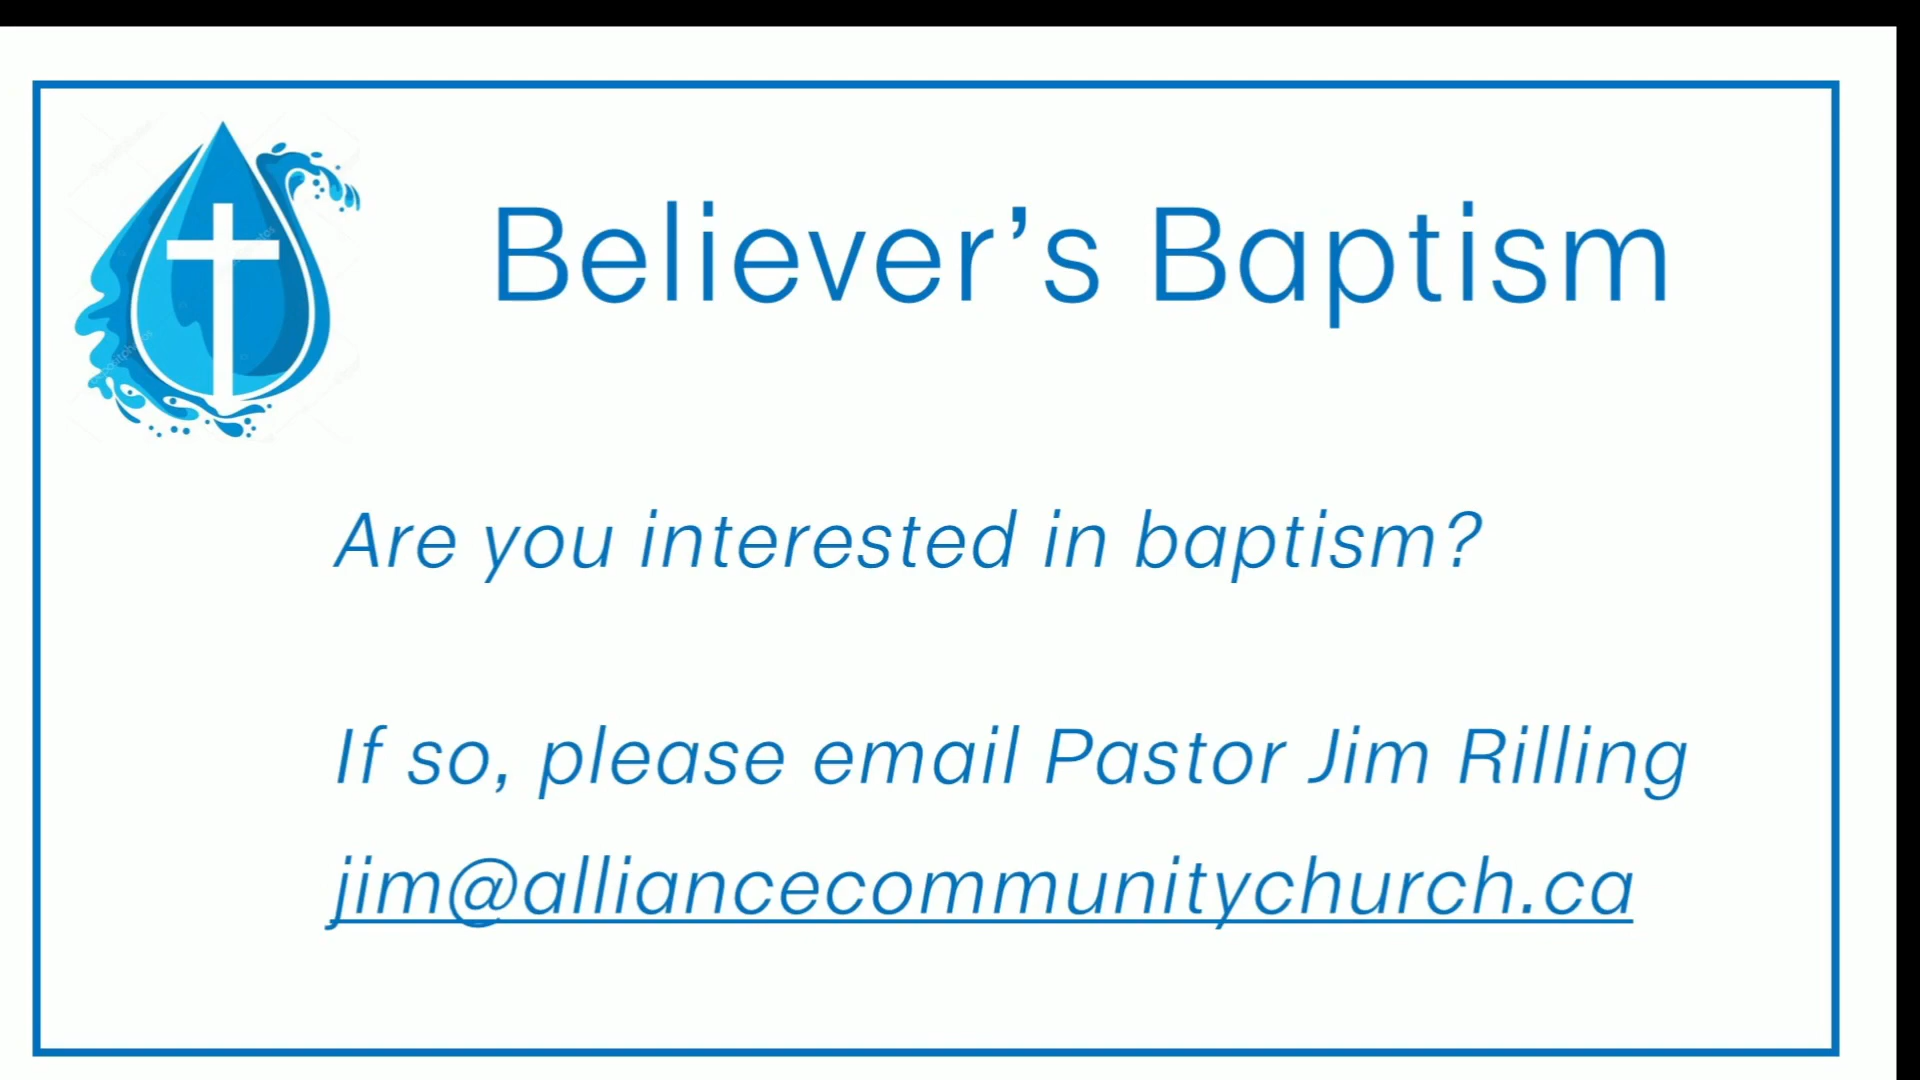 Believer’s Baptism
Are you interested in baptism?
If so, please email Pastor Jim Rilling
jim@alliancecommunitychurch.ca